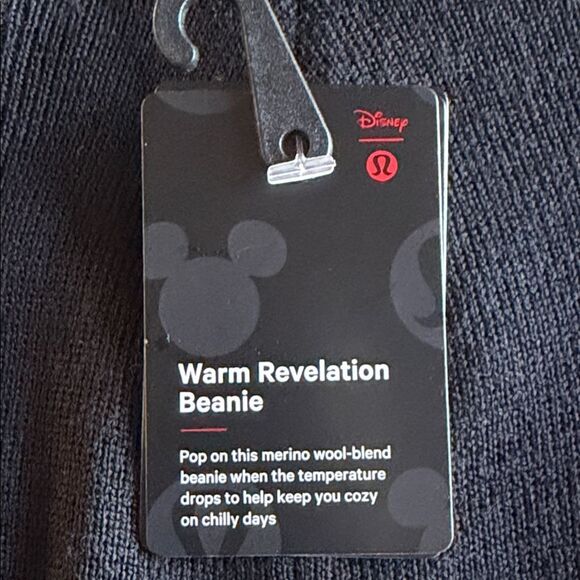 Disney
Warm Revelation
Beanie
Pop on this merino wool-blend
beanie when the temperature
drops to help keep you cozy
on chilly days